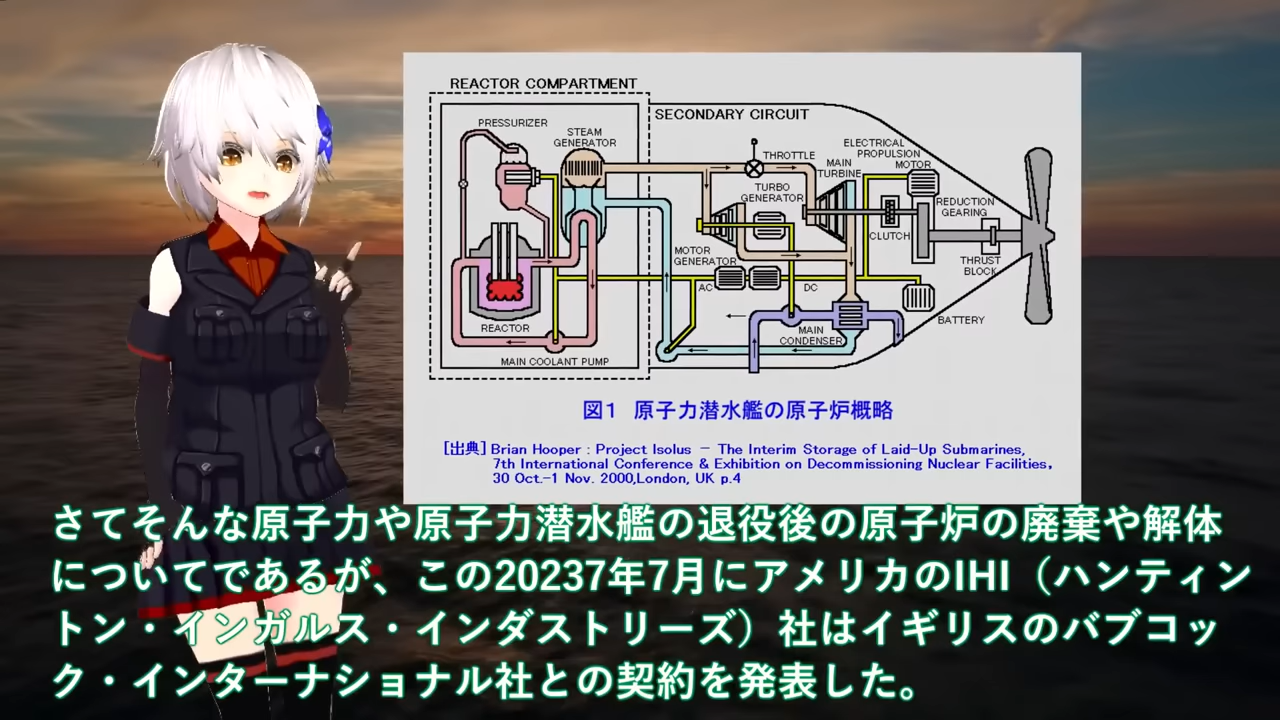 REACTOR COMPARTMENT
SECONDARY CIRCUIT
PRESSURIZER
STEAM
GENERATOR
THROTTLE
ELECTRICAL
PROPULSION
MOTOR
MAIN
TURBINE
TURBO
GENERATOR
REDUCTION
GEARING
CLUTCH
MOTOR
GENERATOR
THRUST
BLOCK
AC
DC
BATTERY
REACTOR
MAIN
CONDENSER
MAIN COOLANT PUMP
図1 原子力潜水艦の原子炉概略
[出典] Brian Hooper : Project Isolus − The Interim Storage of Laid-Up Submarines,
7th International Conference & Exhibition on Decommissioning Nuclear Facilities,
30 Oct.-1 Nov. 2000,London, UK p.4
さてそんな原子力や原子力潜水艦の退役後の原子炉の廃棄や解体
についてであるが、この20237年7月にアメリカのIHI（ハンティン
トン・インガルス・インダストリーズ）社はイギリスのバブコッ
ク・インターナショナル社との契約を発表した。